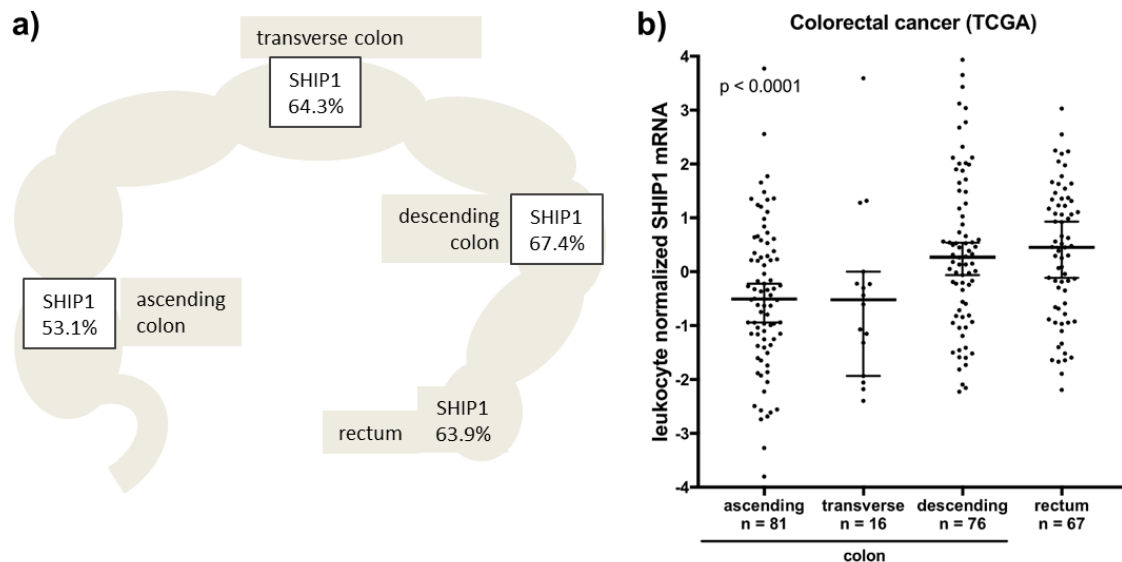 a)
transverse colon
SHIP1
64.3%
descending
colon
SHIP1
67.4%
SHIP1
53.1%
ascending
colon
rectum
SHIP1
63.9%
b)
Colorectal cancer (TCGA)
p < 0.0001
leukocyte normalized SHIP1 mRNA
4
3
2
1
0
-1
-2
-3
-4
ascending transverse descending rectum
n = 81 n = 16 n = 76 n = 67
colon